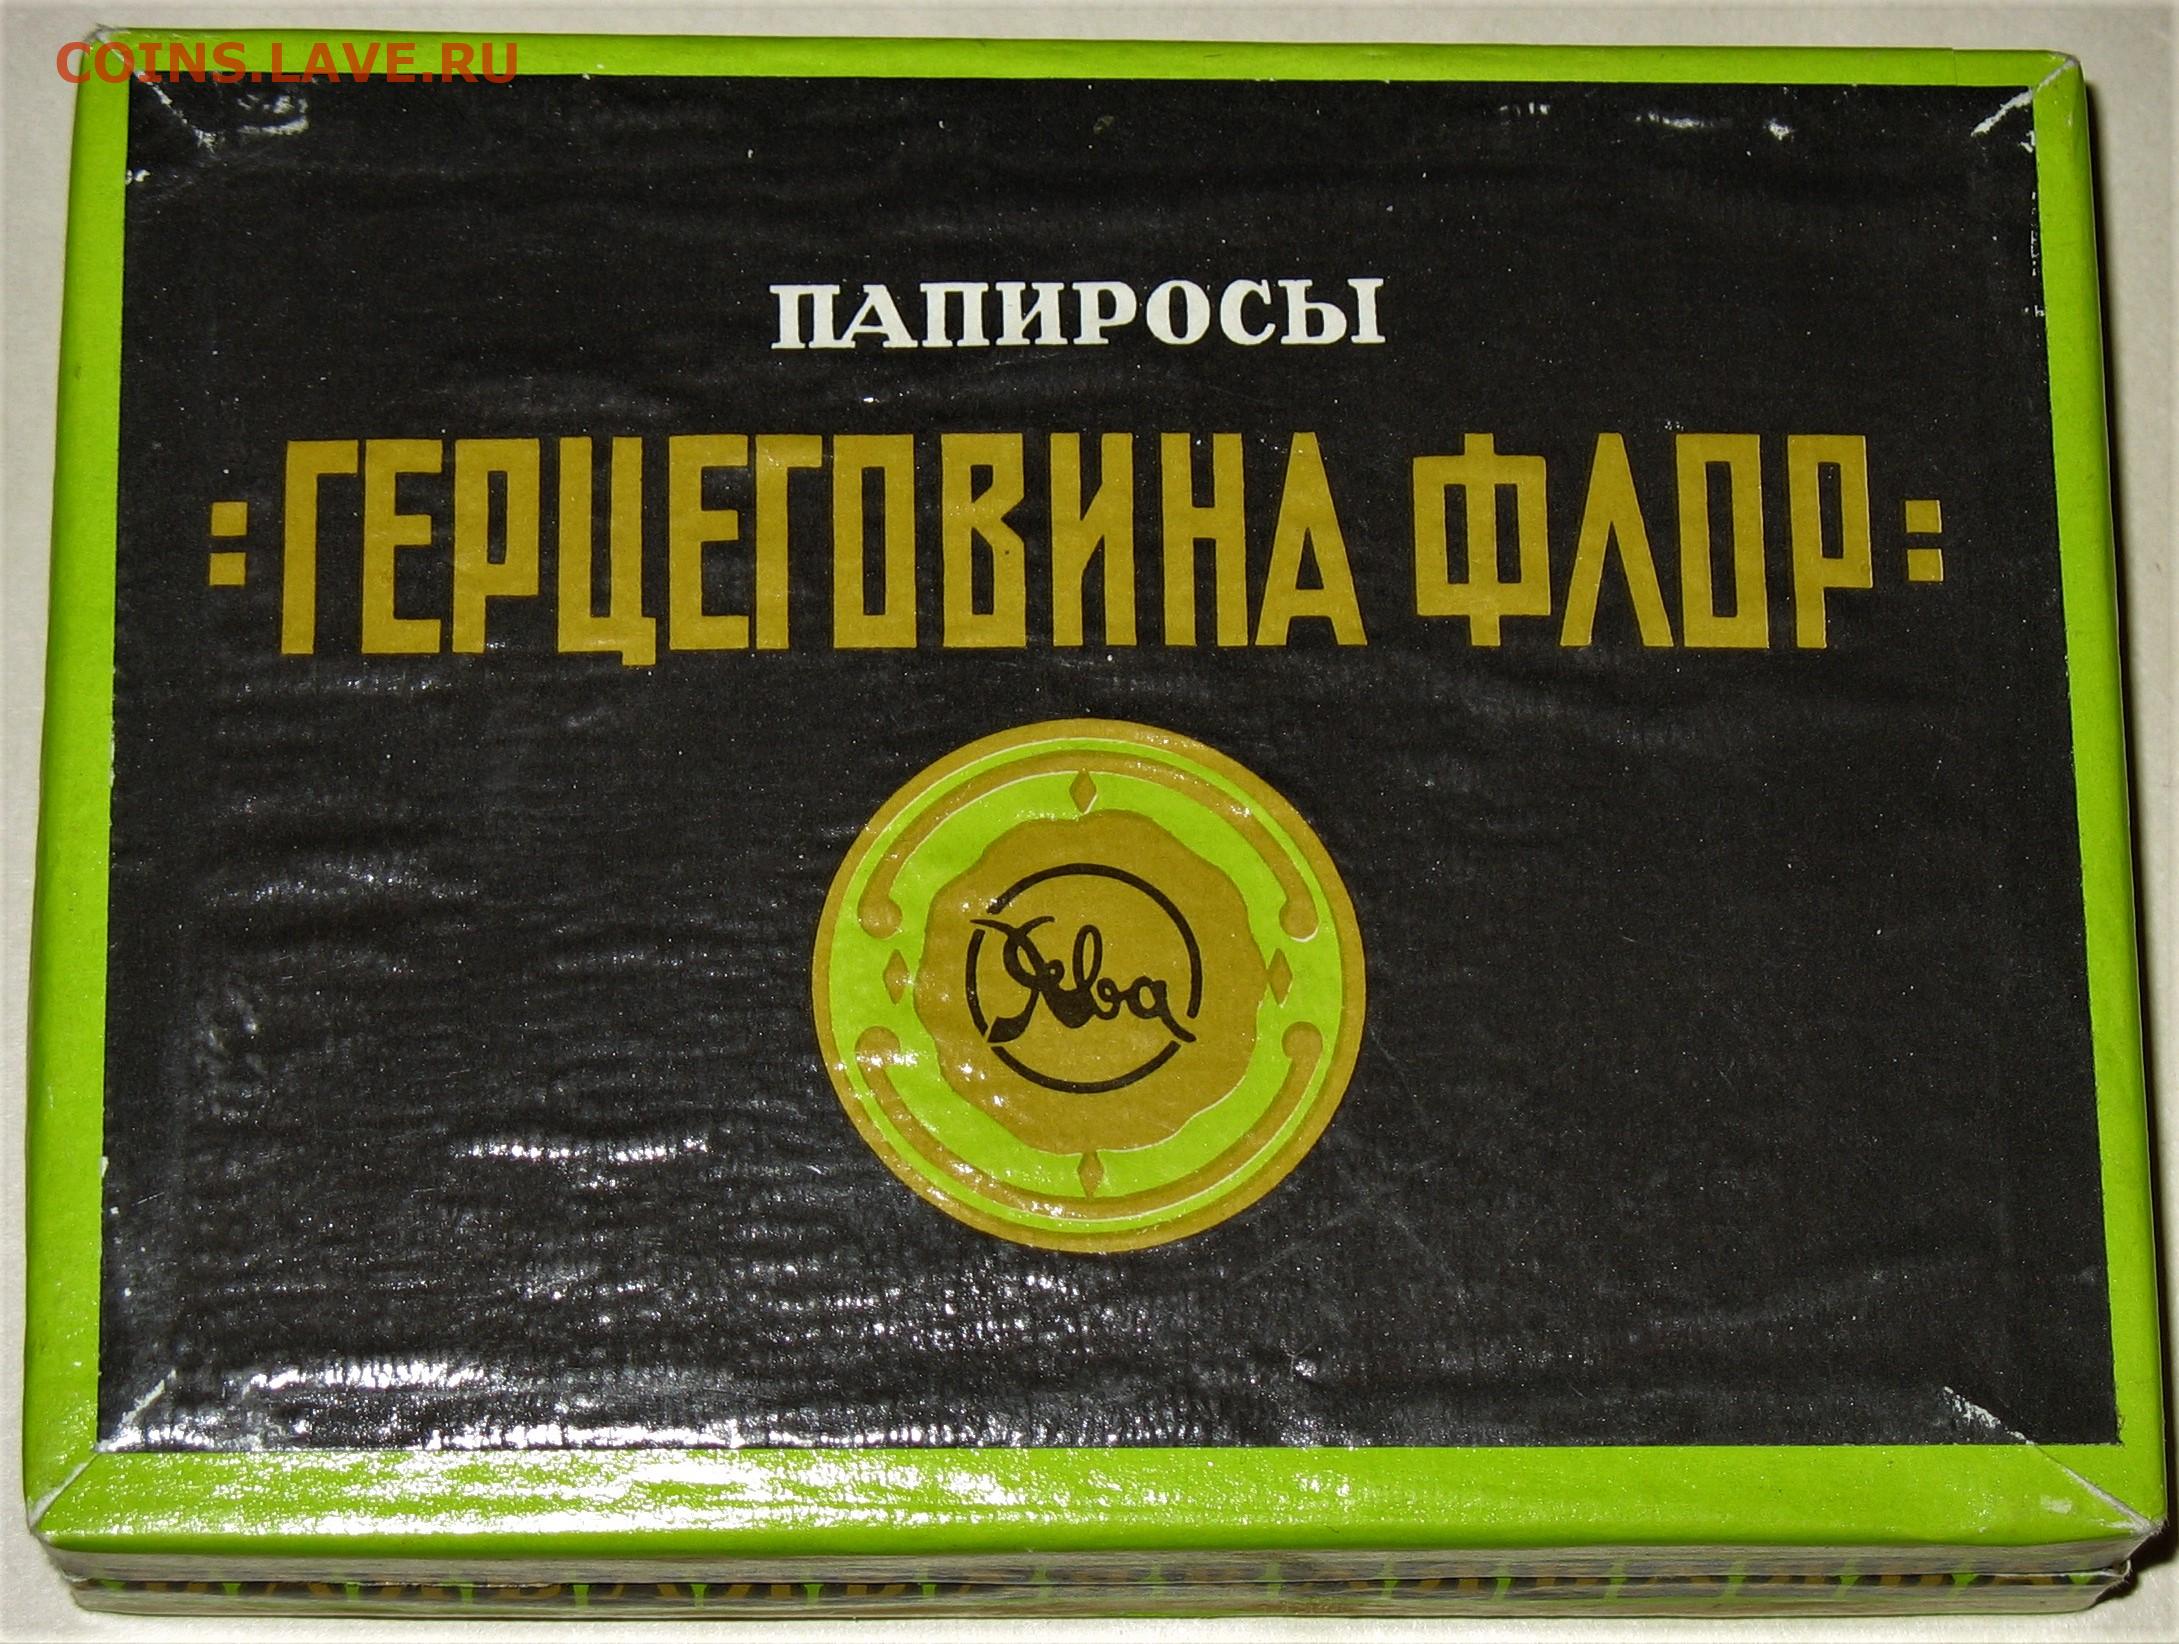 COINS.LAVE.RU
ПАПИРОСЫ
:ГЕРЦЕГОВИНА ФЛОР:
Ява